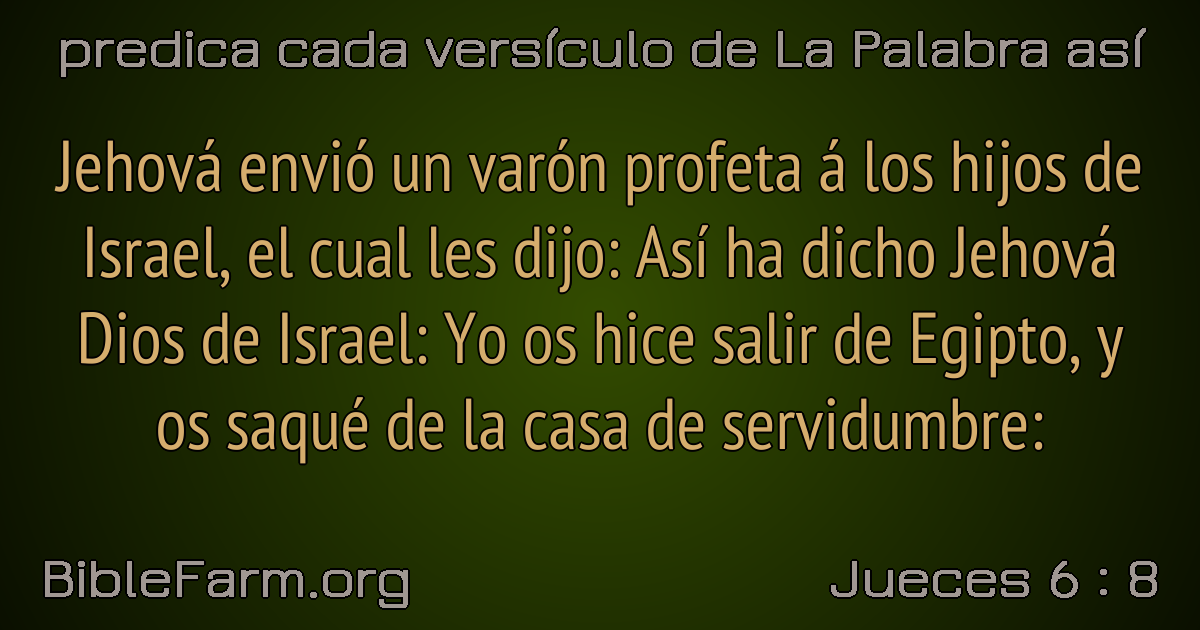 predica cada versículo de La Palabra así
Jehová envió un varón profeta á los hijos de
Israel, el cual les dijo: Así ha dicho Jehová
Dios de Israel: Yo os hice salir de Egipto, y
os saqué de la casa de servidumbre:
BibleFarm.org
Jueces 6 : 8